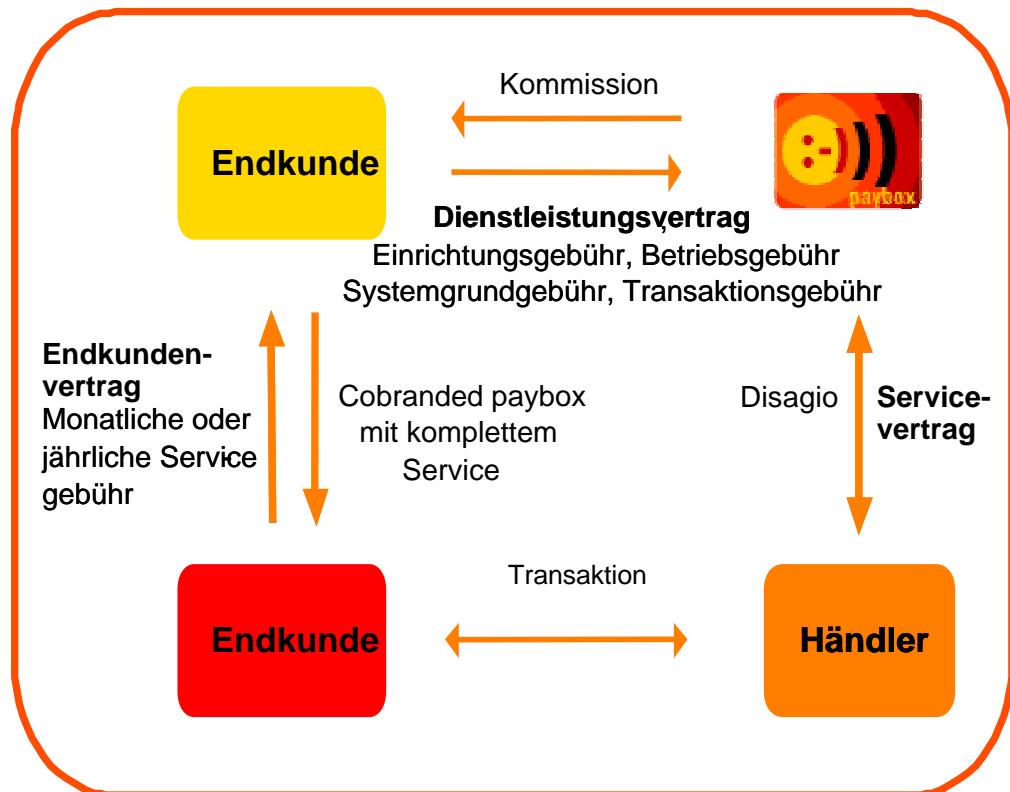 Kommission
Endkunde
paybox
Dienstleistungsvertrag
Einrichtungsgebühr, Betriebsgebühr
Systemgrundgebühr, Transaktionsgebühr
Endkunden-
vertrag
Monatliche oder
jährliche Service-
gebühr
Cobranded paybox
mit komplettem
Service
Disagio
Service-
vertrag
Endkunde
Transaktion
Händler